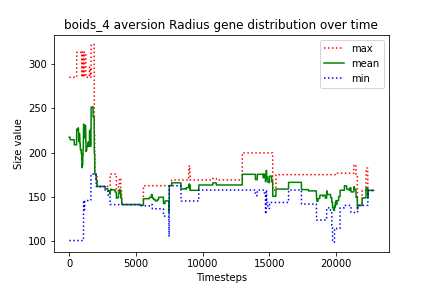 boids_4 aversion Radius gene distribution over time
max
mean
min
Size value
300
250
200
150
100
0 5000 10000 15000 20000
Timesteps